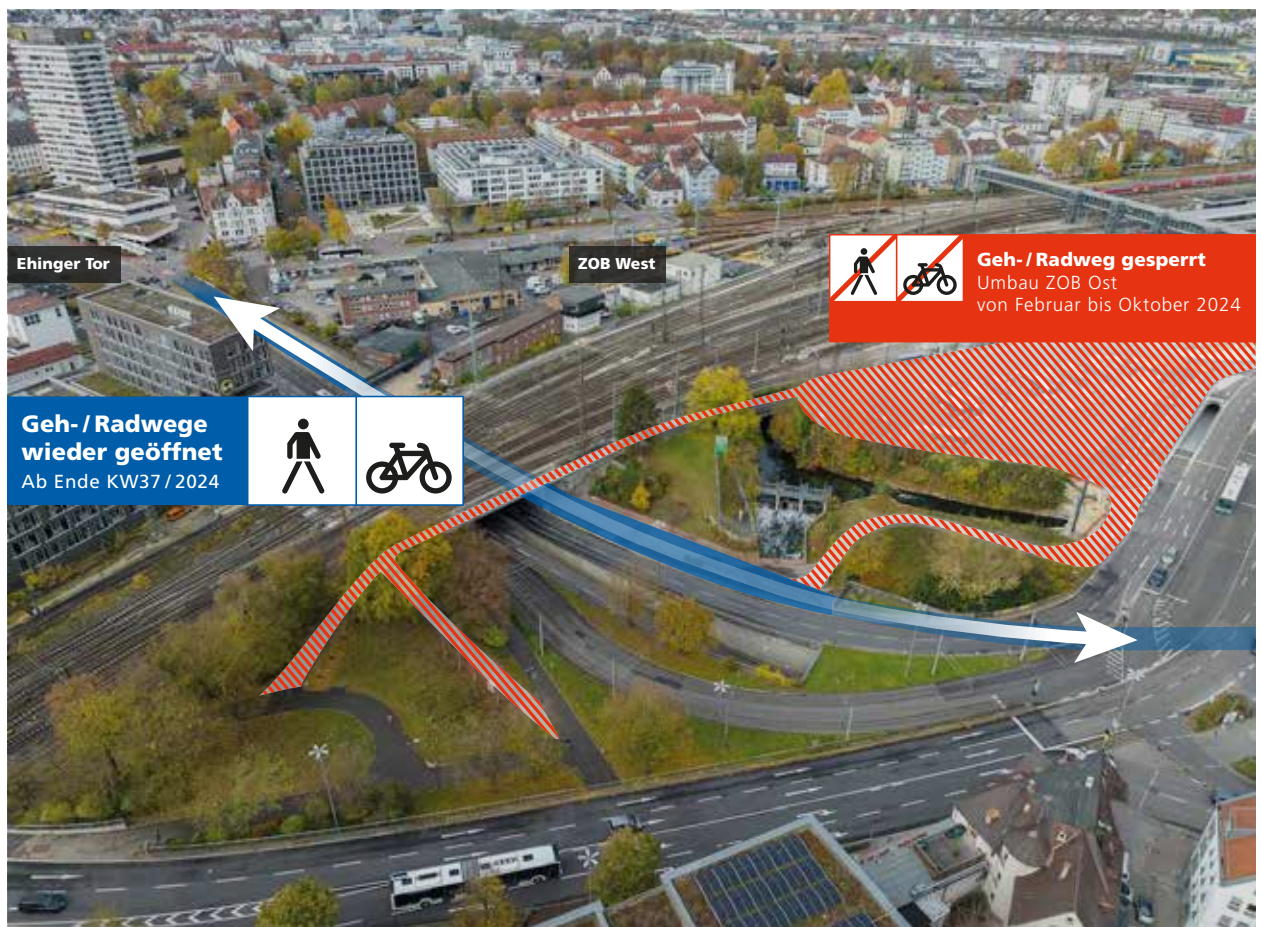 Ehinger Tor
ZOB West
Geh-/Radweg gesperrt
Umbau ZOB Ost
von Februar bis Oktober 2024
Geh-/Radwege
wieder geöffnet
Ab Ende KW37/2024